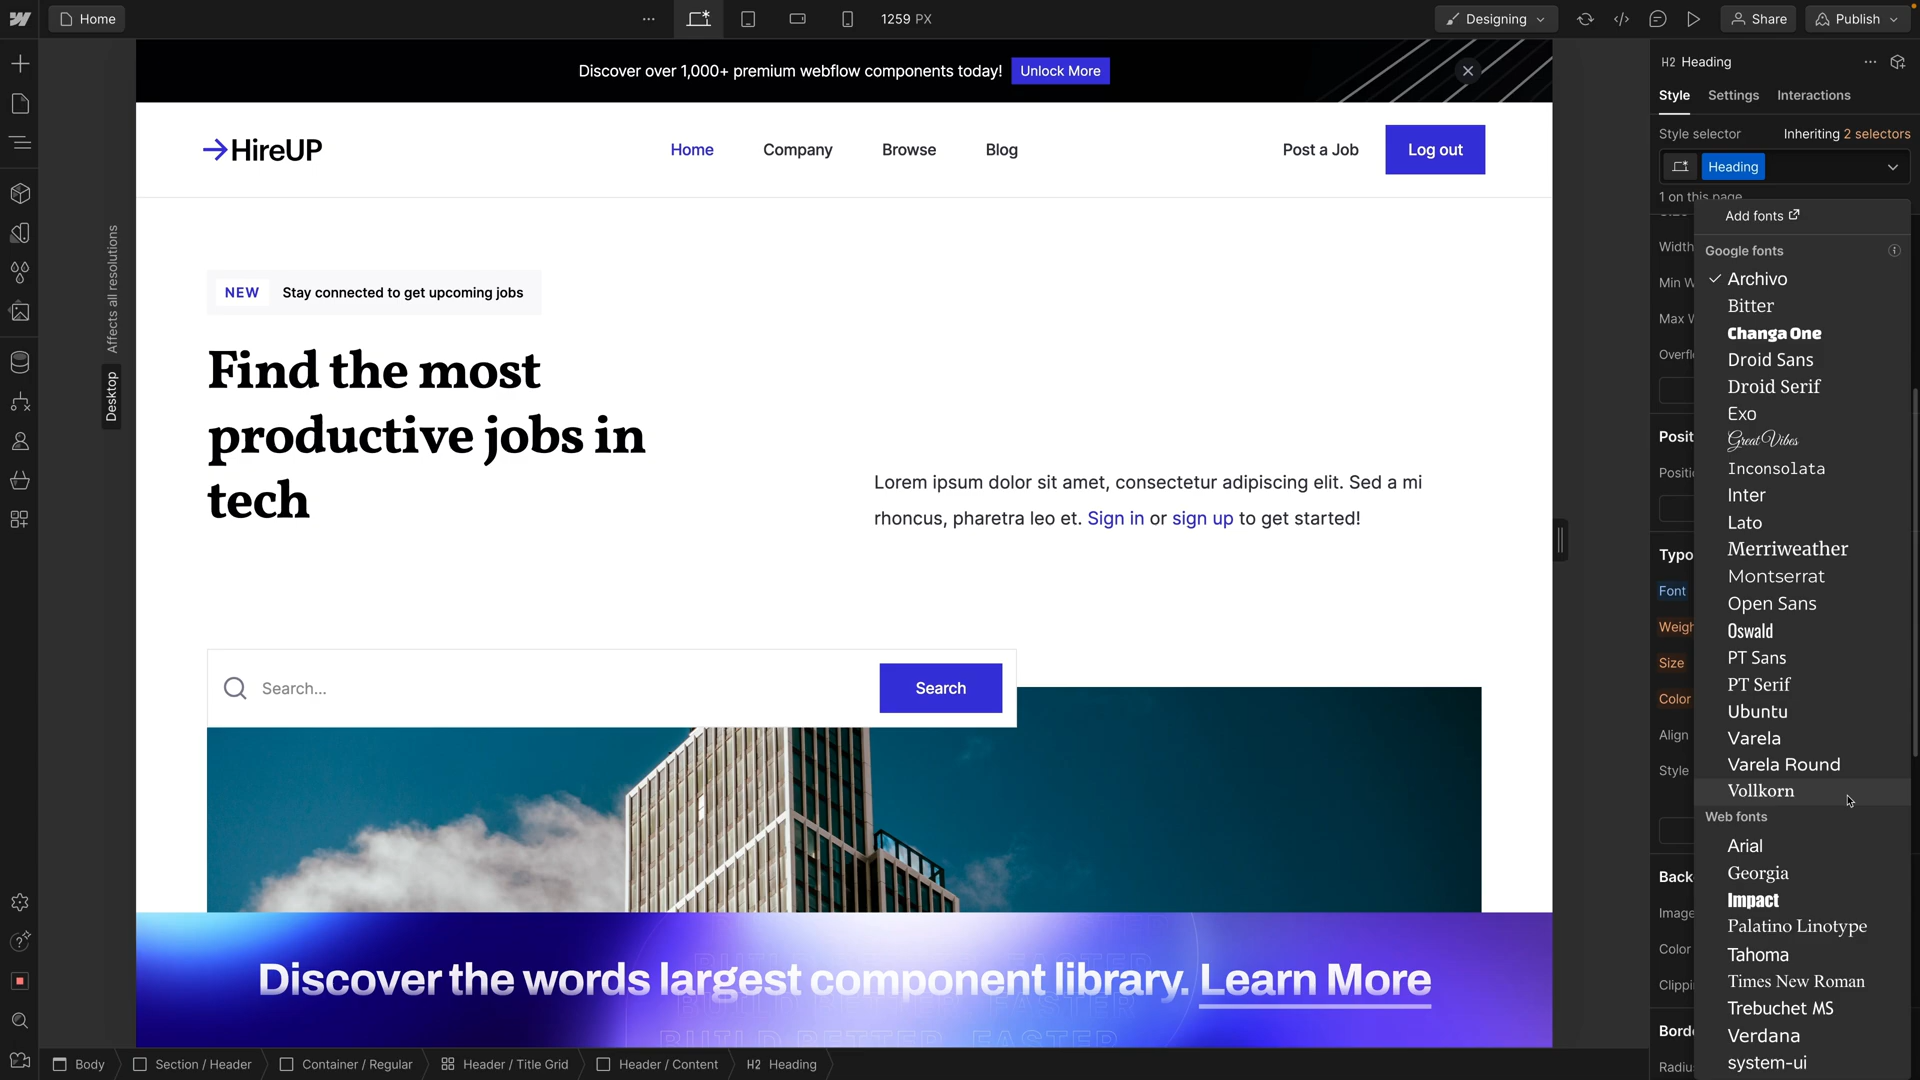 Home
1259 PX
Designing
Share
Publish
Discover over 1,000+ premium webflow components today!
Unlock More
HireUP
Home
Company
Browse
Blog
Post a Job
Log out
Affects all resolutions
Desktop
NEW
Stay connected to get upcoming jobs
Find the most
productive jobs in
tech
Lorem ipsum dolor sit amet, consectetur adipiscing elit. Sed a mi
rhoncus, pharetra leo et. Sign in or sign up to get started!
Search...
Search
Discover the words largest component library. Learn More
Body
Section / Header
Container / Regular
Header / Title Grid
Header / Content
H2 Heading
H2 Heading
Style
Settings
Interactions
Style selector
Inheriting 2 selectors
Heading
1 on this page
Width
Min W
Max W
Overfl
Posit
Positi
Typo
Font
Weigh
Size
Color
Align
Style
Back
Image
Color
Clippi
Bord
Radiu
Add fonts
Google fonts
Archivo
Bitter
Changa One
Droid Sans
Droid Serif
Exo
Great Vibes
Inconsolata
Inter
Lato
Merriweather
Montserrat
Open Sans
Oswald
PT Sans
PT Serif
Ubuntu
Varela
Varela Round
Vollkorn
Web fonts
Arial
Georgia
Impact
Palatino Linotype
Tahoma
Times New Roman
Trebuchet MS
Verdana
system-ui